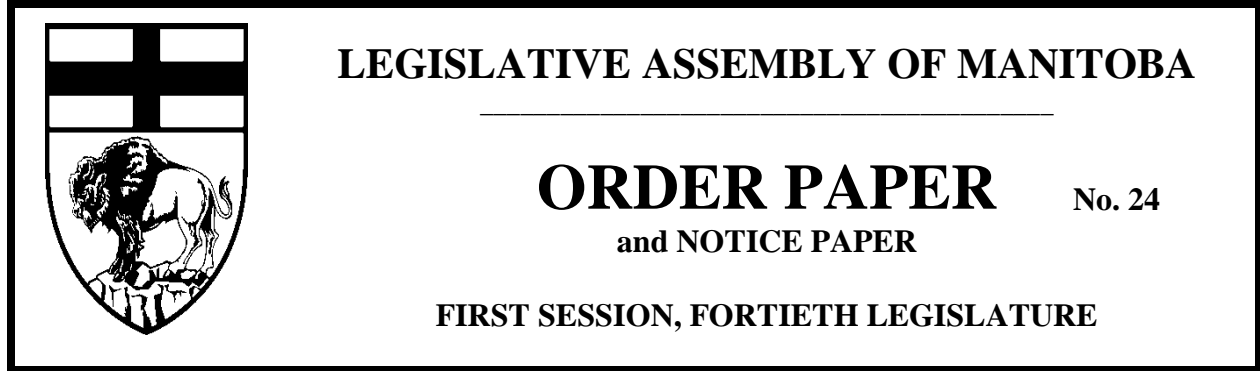 LEGISLATIVE ASSEMBLY OF MANITOBA
ORDER PAPER No. 24
and NOTICE PAPER
FIRST SESSION, FORTIETH LEGISLATURE